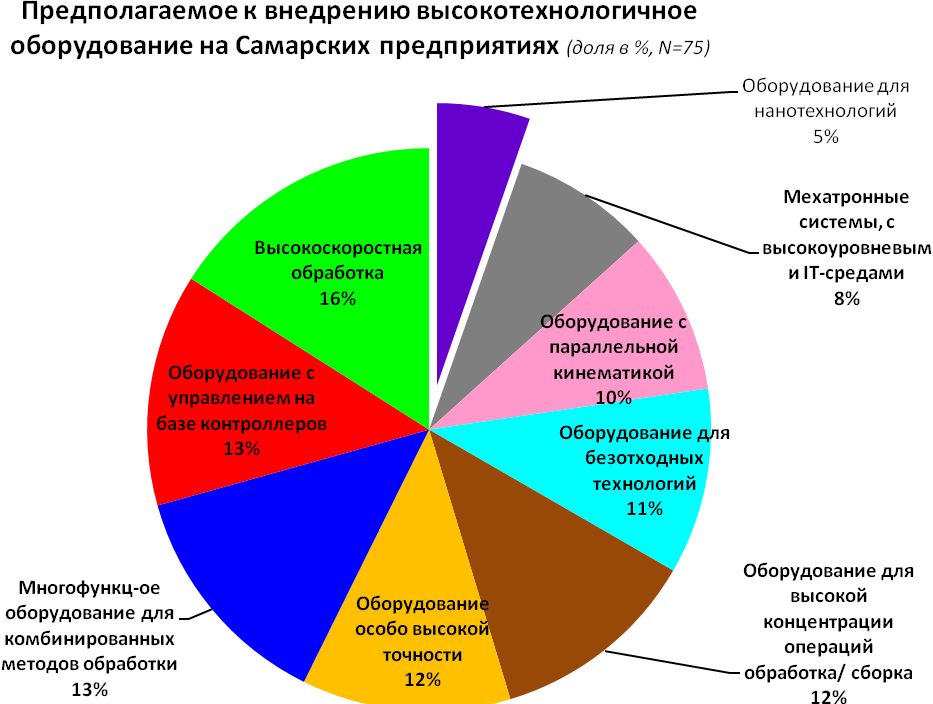 Предполагаемое к внедрению высокотехнологичное
оборудование на Самарских предприятиях (доля в %, N=75)
Оборудование для
нанотехнологий
5%
Мехатронные
системы, с
высокоуровневым
и IT-средами
8%
Оборудование с
параллельной
кинематикой
10%
Оборудование для
безотходных
технологий
11%
Оборудование для
высокой
концентрации
операций
обработка/ сборка
12%
Оборудование
особо высокой
точности
12%
Многофункц-ое
оборудование для
комбинированных
методов обработки
13%
Оборудование с
управлением на
базе контроллеров
13%
Высокоскоростная
обработка
16%